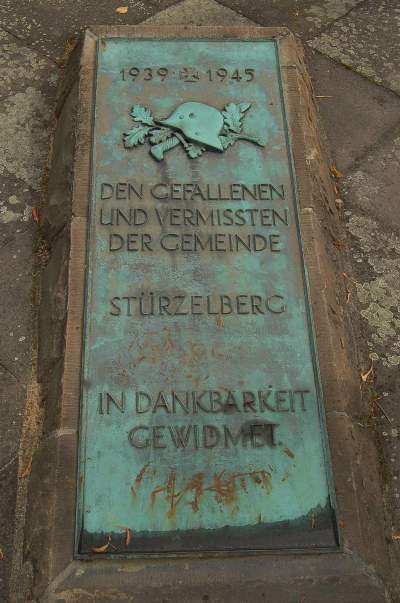 1939 1945
DEN GEFALLENEN
UND VERMISSTEN
DER GEMEINDE
STÜRZELBERG
IN DANKBARKEIT
GEWIDMET.